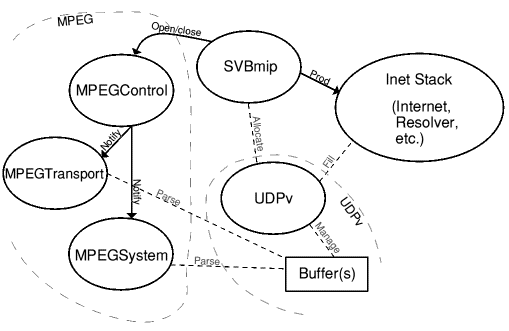 MPEG
Open/close
SVBmip
MPEGControl
Prod
Inet Stack
(Internet,
Resolver,
etc.)
Notify
Allocate
Fill
MPEGTransport
Notify
Parse
UDPv
UDPv
Manage
MPEGSystem
Parse
Buffer(s)